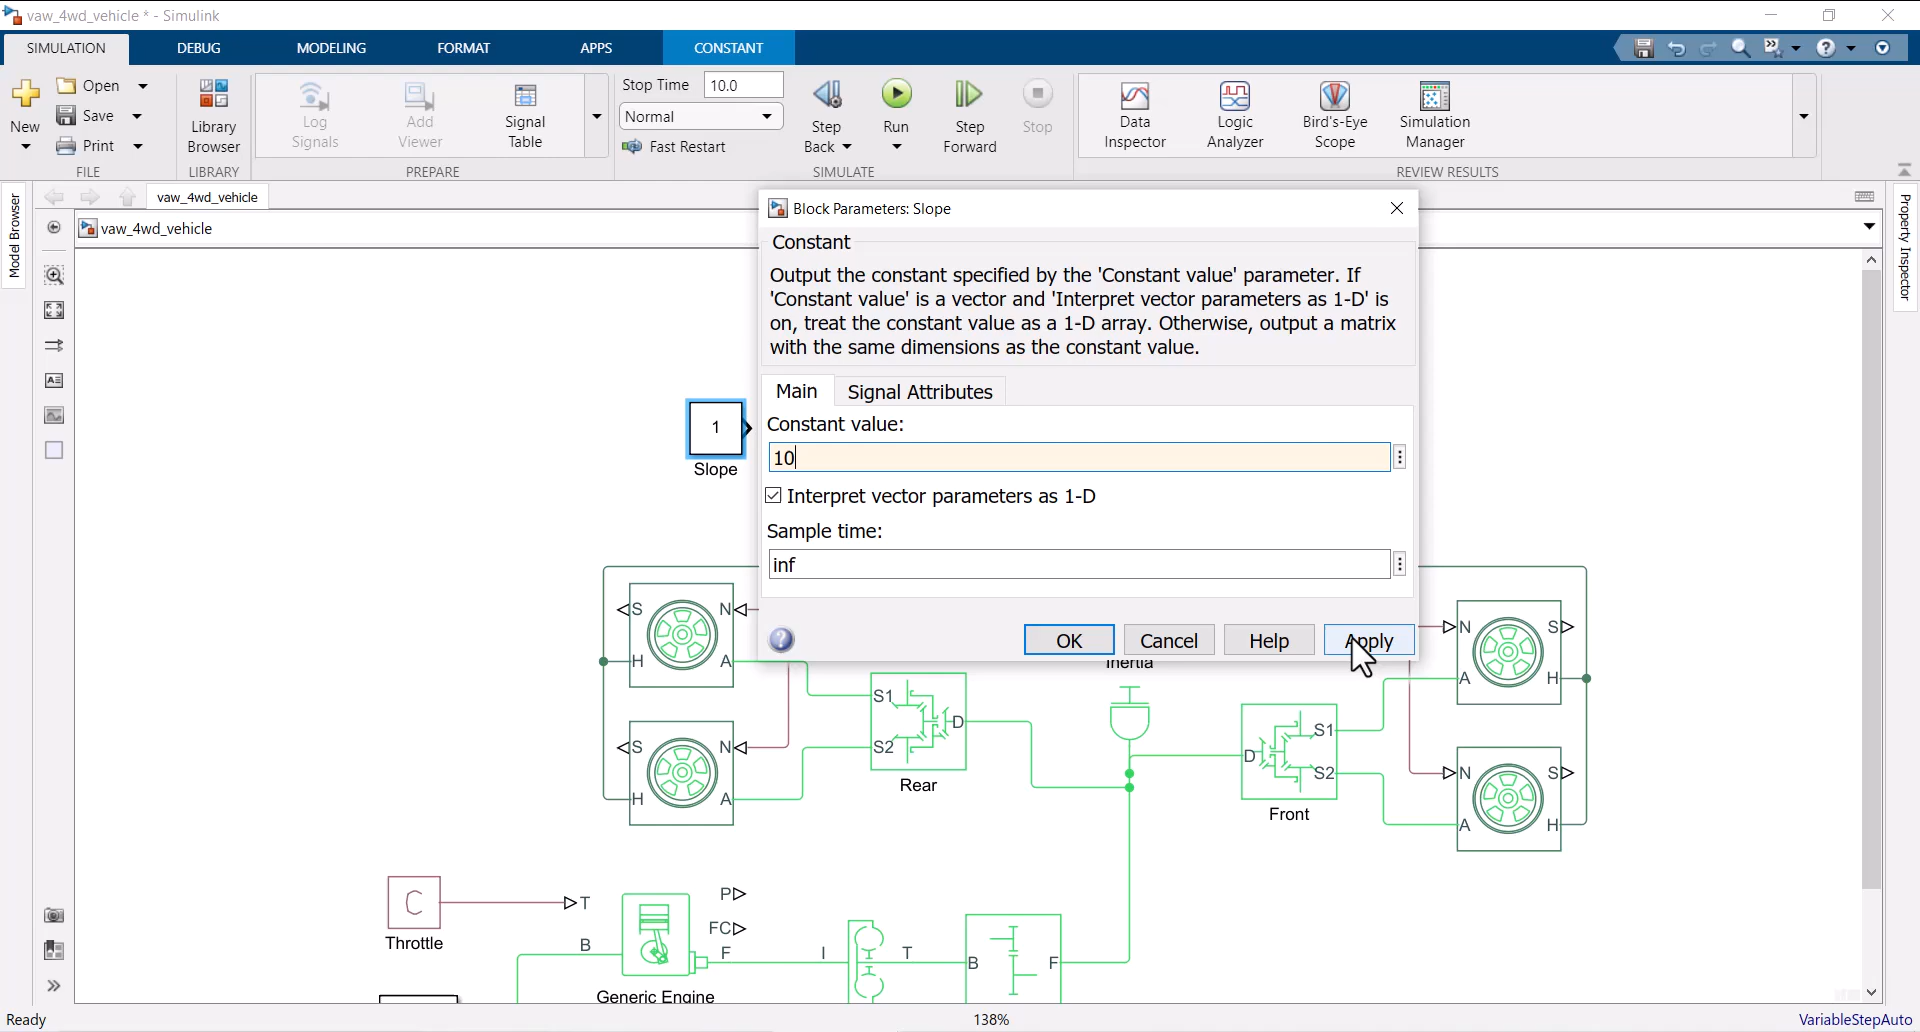 vaw_4wd_vehicle * - Simulink
SIMULATION
DEBUG
MODELING
FORMAT
APPS
CONSTANT
New
Open
Save
Print
FILE
Library
Browser
LIBRARY
Log
Signals
Add
Viewer
Signal
Table
PREPARE
Stop Time
10.0
Normal
Fast Restart
Step
Back
Run
Step
Forward
Stop
SIMULATE
Data
Inspector
Logic
Analyzer
Bird's-Eye
Scope
Simulation
Manager
REVIEW RESULTS
Model Browser
vaw_4wd_vehicle
vaw_4wd_vehicle
Property Inspector
Block Parameters: Slope
Constant
Output the constant specified by the 'Constant value' parameter. If
'Constant value' is a vector and 'Interpret vector parameters as 1-D' is
on, treat the constant value as a 1-D array. Otherwise, output a matrix
with the same dimensions as the constant value.
Main
Signal Attributes
Constant value:
10
Interpret vector parameters as 1-D
Sample time:
inf
OK
Cancel
Help
Apply
1
Slope
S
N
H
A
S
N
H
A
S1
S2
D
Rear
Inertia
D
S1
S2
Front
N
S
A
H
N
S
A
H
C
Throttle
T
B
P
FC
F
Generic Engine
I
T
B
F
Ready
138%
VariableStepAuto